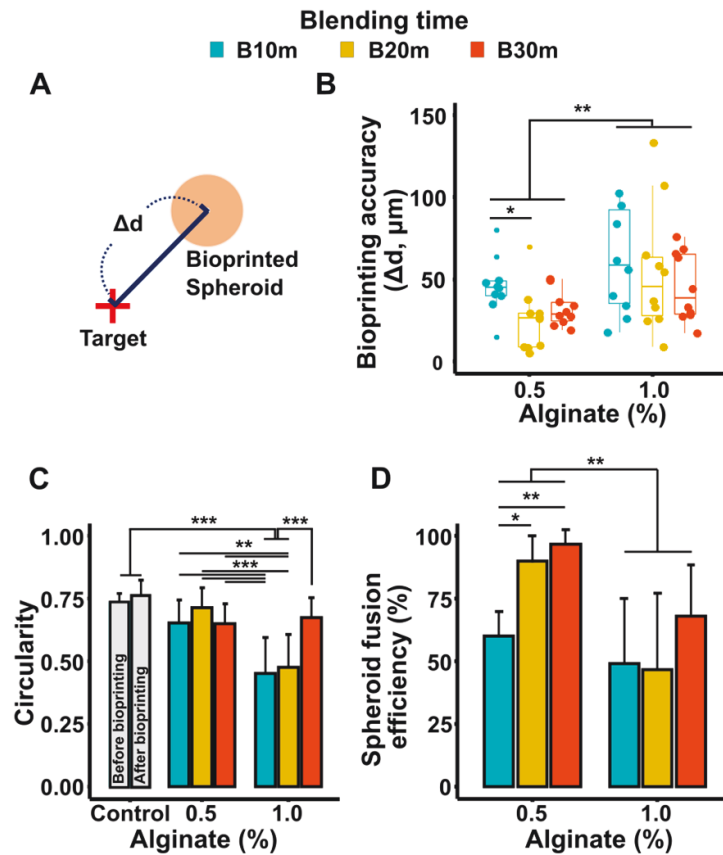 Blending time
B10m B20m B30m
A
Δd
Bioprinted
Spheroid
Target
B
Bioprinting accuracy
(Δd, μm)
150
100
50
0
**
*
0.5 1.0
Alginate (%)
C
Circularity
1.00
0.75
0.50
0.25
0.00
*** ***
**
***
Before bioprinting
After bioprinting
Control 0.5 1.0
Alginate (%)
D
Spheroid fusion
efficiency (%)
100
75
50
25
0
**
**
*
0.5 1.0
Alginate (%)